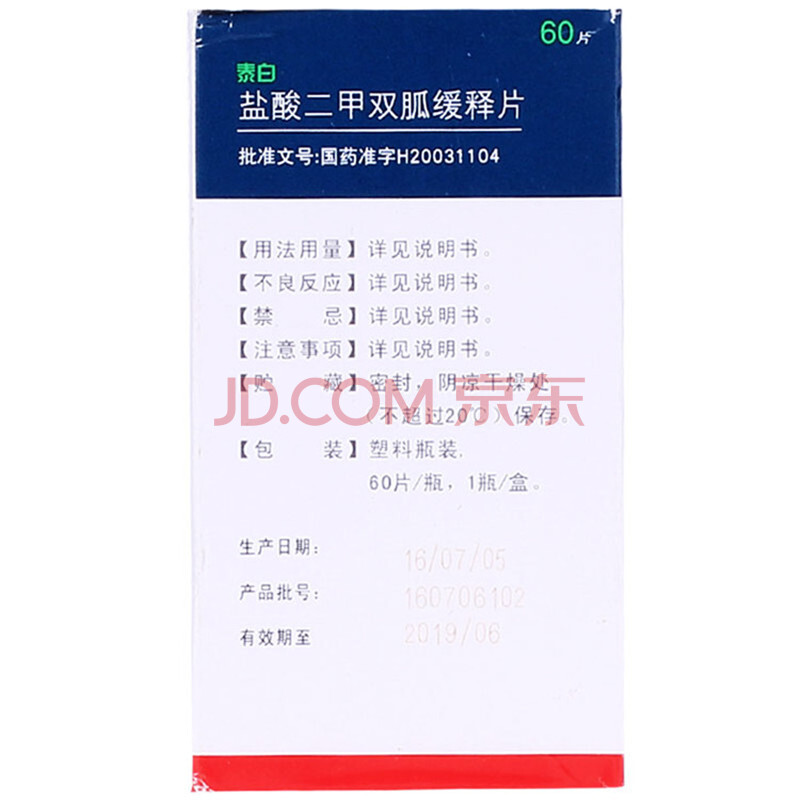 60片
泰白
盐酸二甲双胍缓释片
批准文号:国药准字H20031104
【用法用量】详见说明书。
【不良反应】详见说明书。
【禁 忌】详见说明书。
【注意事项】详见说明书。
【贮 藏】密封，阴凉干燥处
（不超过20℃）保存。
JD.COM 京东
【包 装】塑料瓶装,
60片/瓶，1瓶/盒。
生产日期: 16/07/05
产品批号: 160706102
有效期至 2019/06